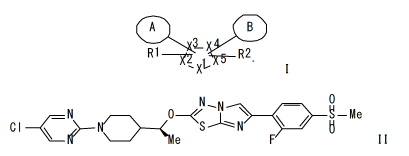 A B
X3 X4
R1 R2.
X2 X5
X1
I
N N O
O S Me
N O
Cl N O S N F
N Me
II